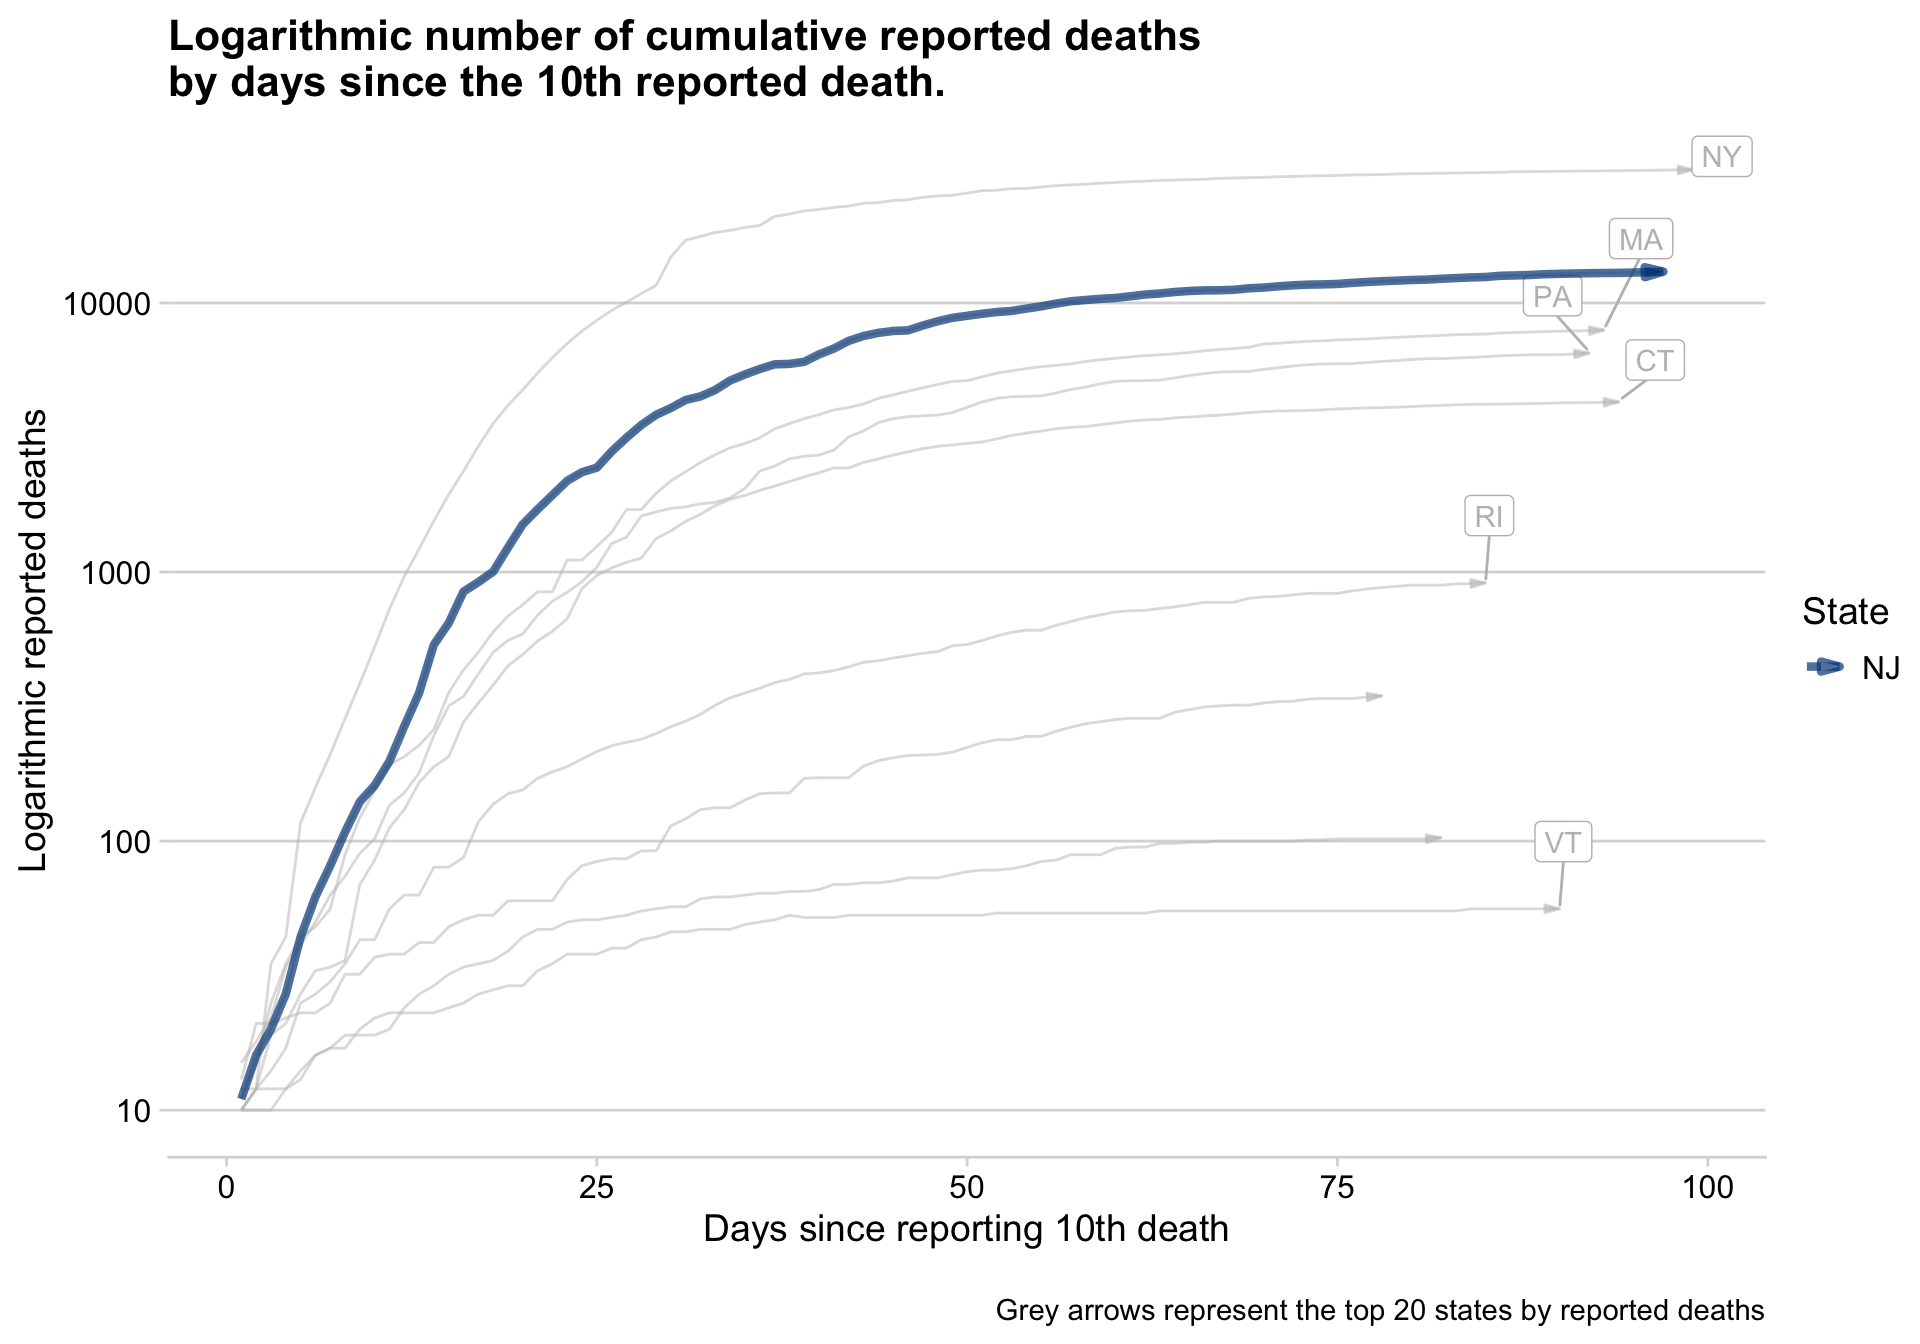 Logarithmic number of cumulative reported deaths
by days since the 10th reported death.
NY
MA
PA
CT
RI
VT
10000
1000
100
10
Logarithmic reported deaths
0
25
50
75
100
Days since reporting 10th death
State
NJ
Grey arrows represent the top 20 states by reported deaths